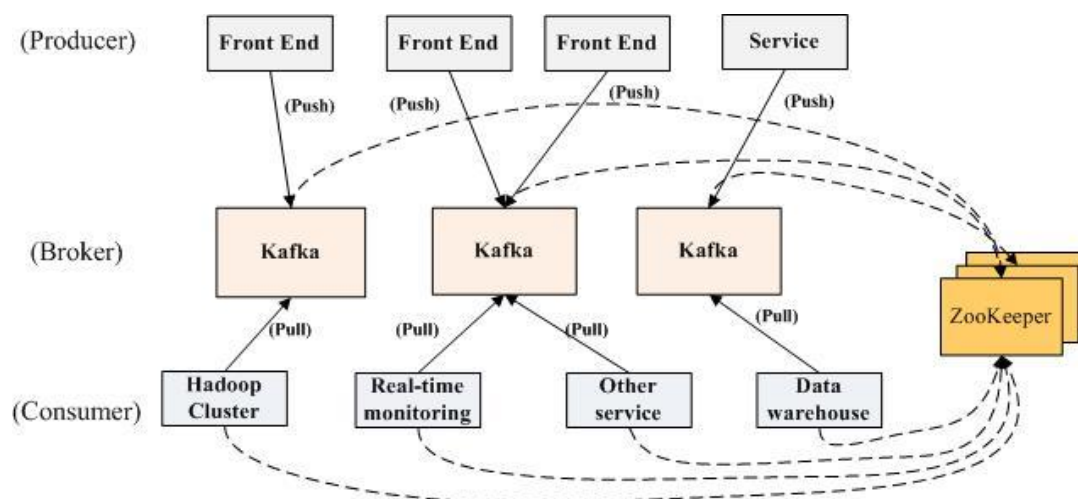 (Producer)
Front End
Front End
Front End
Service
(Push)
(Push)
(Push)
(Push)
(Broker)
Kafka
Kafka
Kafka
ZooKeeper
(Pull)
(Pull)
(Pull)
(Pull)
(Consumer)
Hadoop
Cluster
Real-time
monitoring
Other
service
Data
warehouse